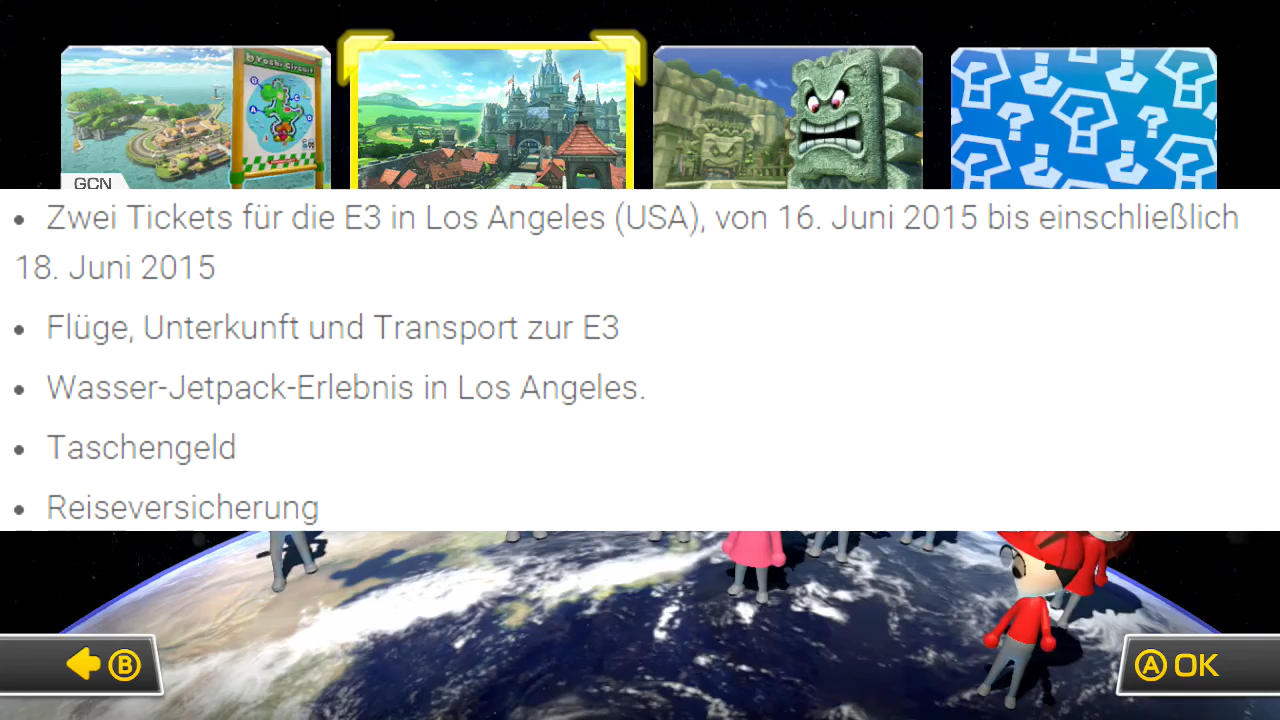 Yoshi Circuit
GCN
• Zwei Tickets für die E3 in Los Angeles (USA), von 16. Juni 2015 bis einschließlich
18. Juni 2015
• Flüge, Unterkunft und Transport zur E3
• Wasser-Jetpack-Erlebnis in Los Angeles.
• Taschengeld
• Reiseversicherung
B
A OK